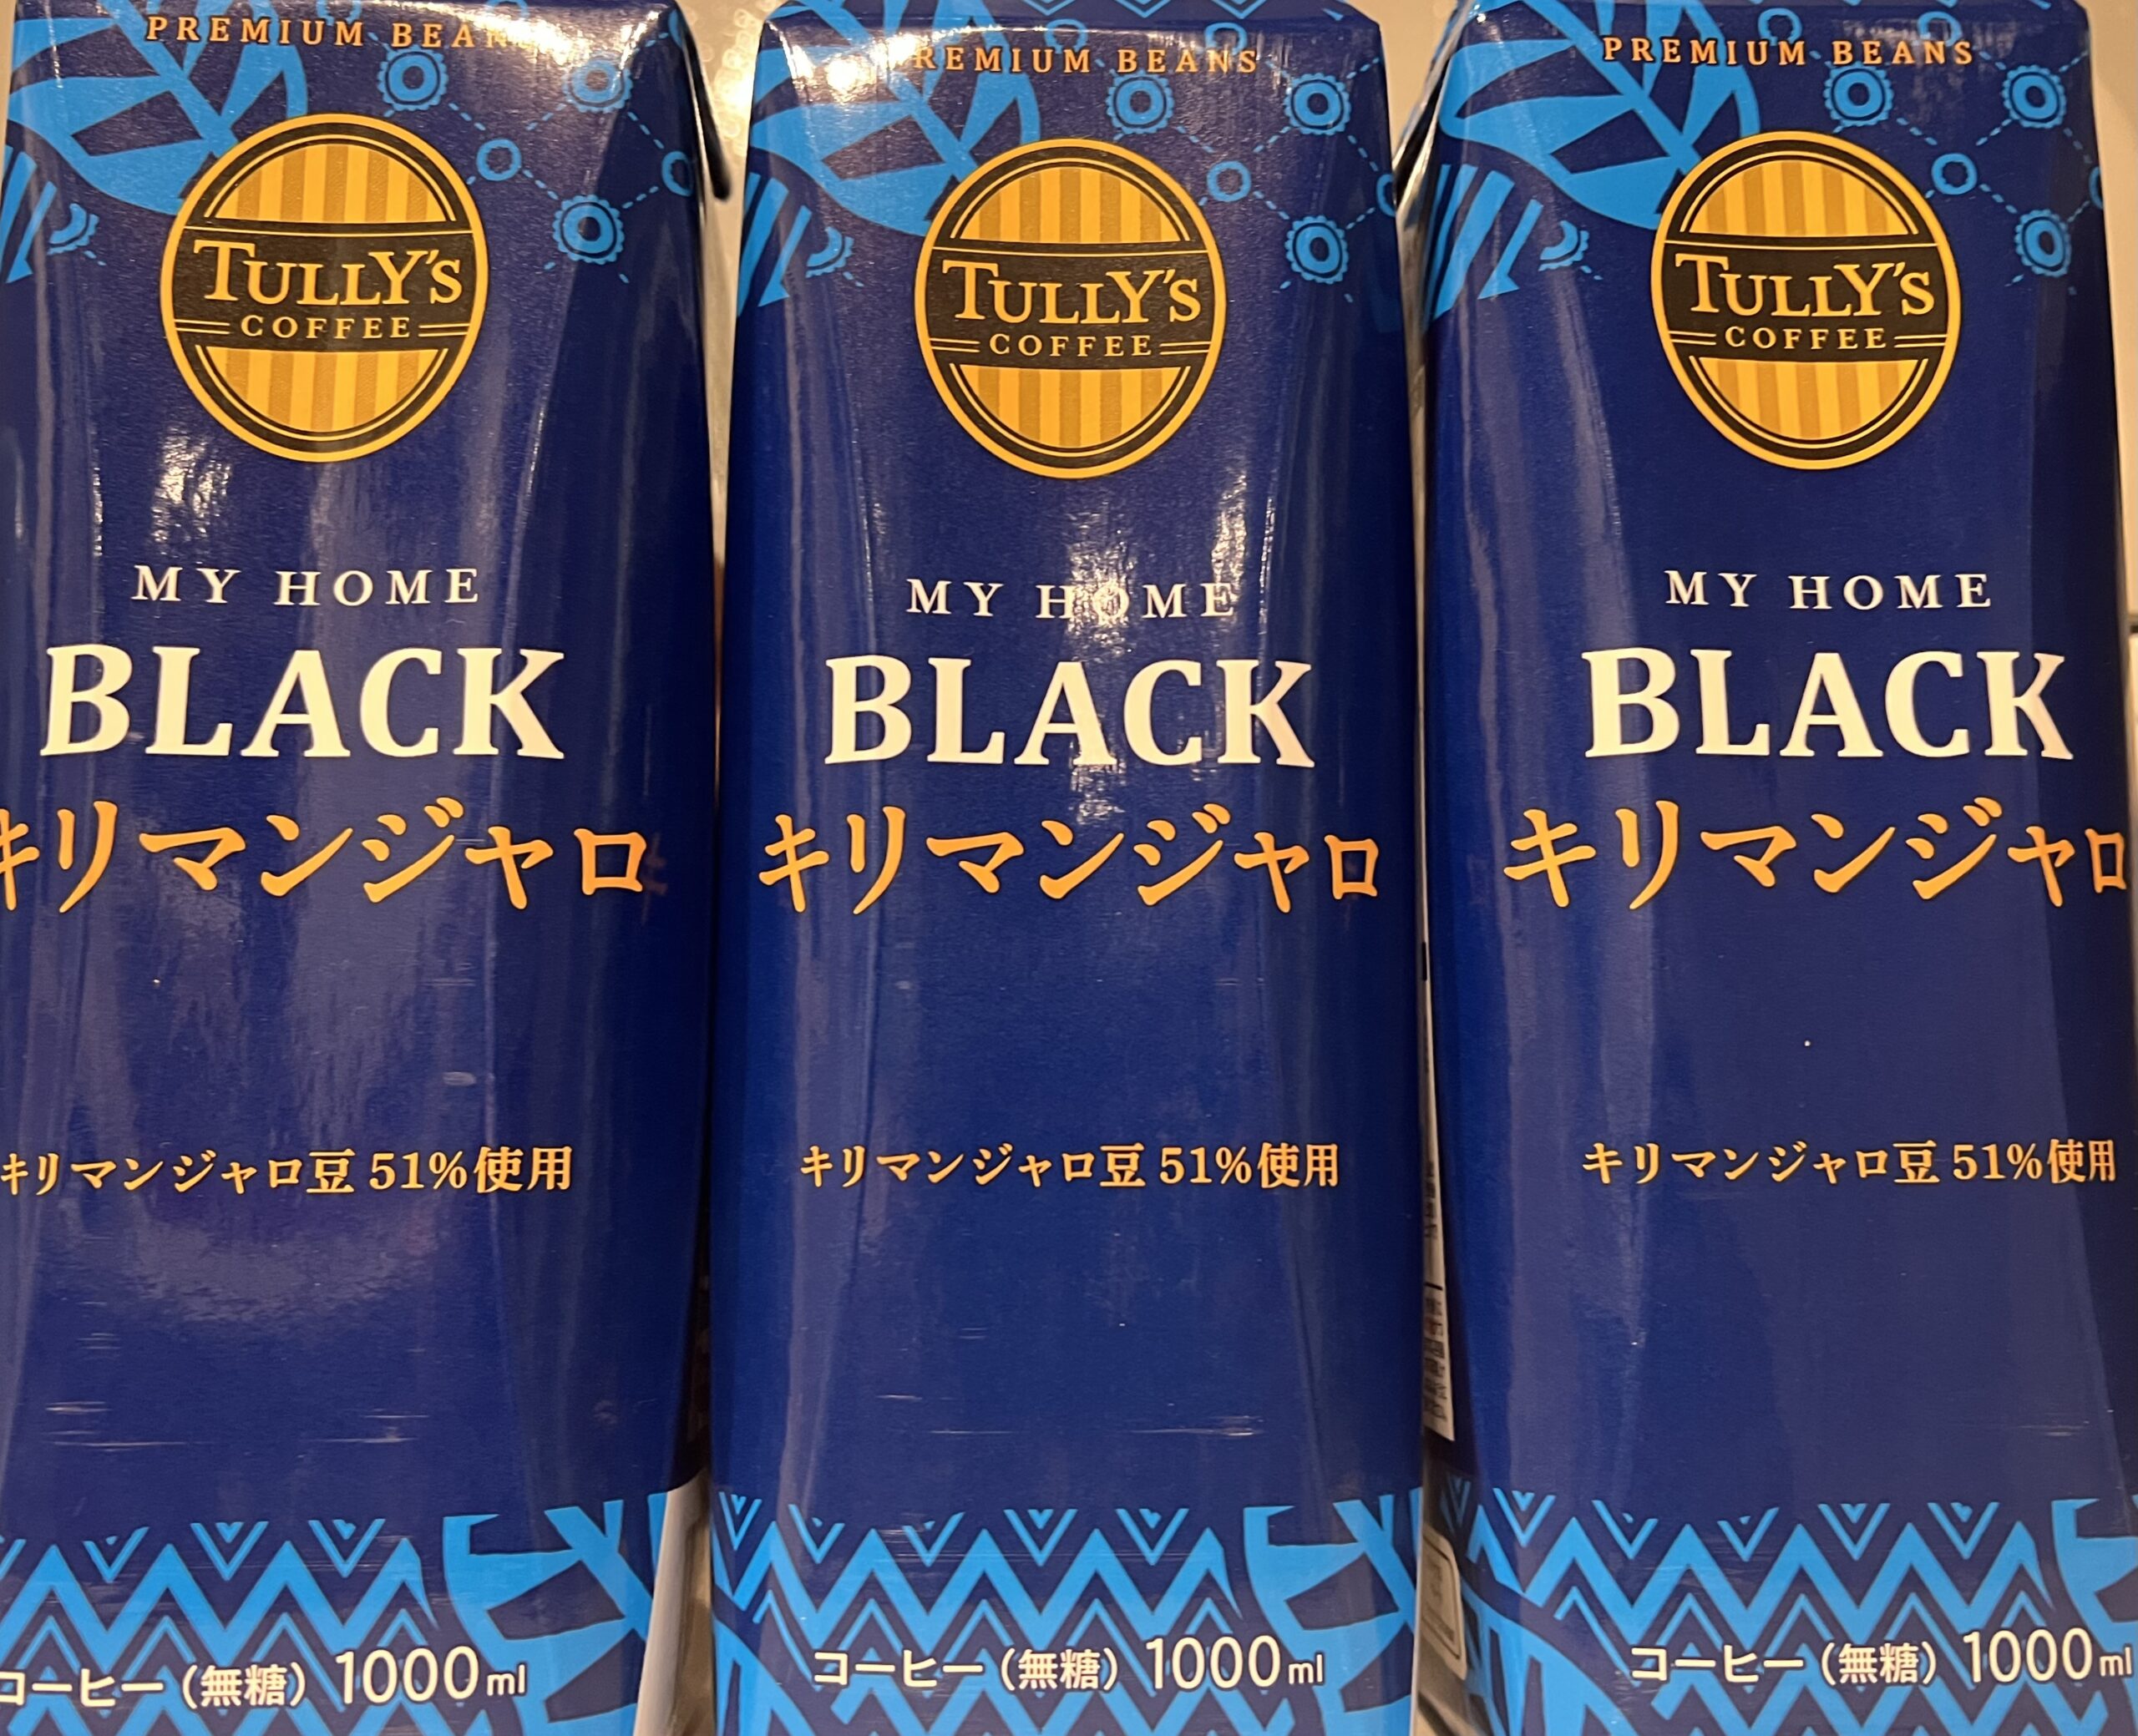 PREMIUM BEANS
TULLY'S
COFFEE
MY HOME
BLACK
キリマンジャロ
キリマンジャロ豆51%使用
コーヒー(無糖) 1000ml
PREMIUM BEANS
TULLY'S
COFFEE
MY HOME
BLACK
キリマンジャロ
キリマンジャロ豆51%使用
コーヒー(無糖) 1000ml
PREMIUM BEANS
TULLY'S
COFFEE
MY HOME
BLACK
キリマンジャロ
キリマンジャロ豆51%使用
コーヒー(無糖) 1000ml